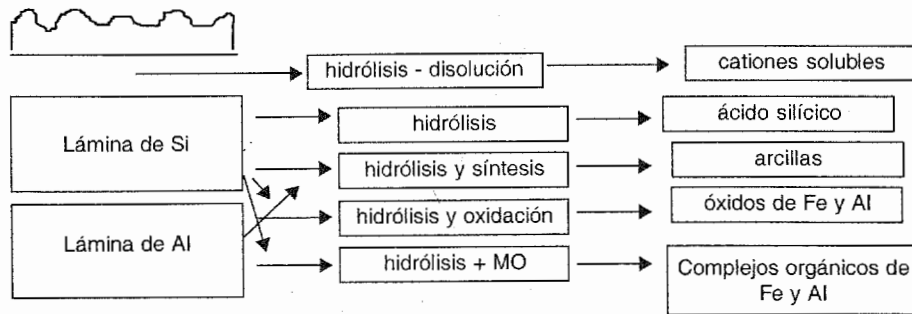 hidrólisis - disolución
cationes solubles
Lámina de Si
hidrólisis
ácido silícico
hidrólisis y síntesis
arcillas
Lámina de Al
hidrólisis y oxidación
óxidos de Fe y Al
hidrólisis + MO
Complejos orgánicos de
Fe y Al